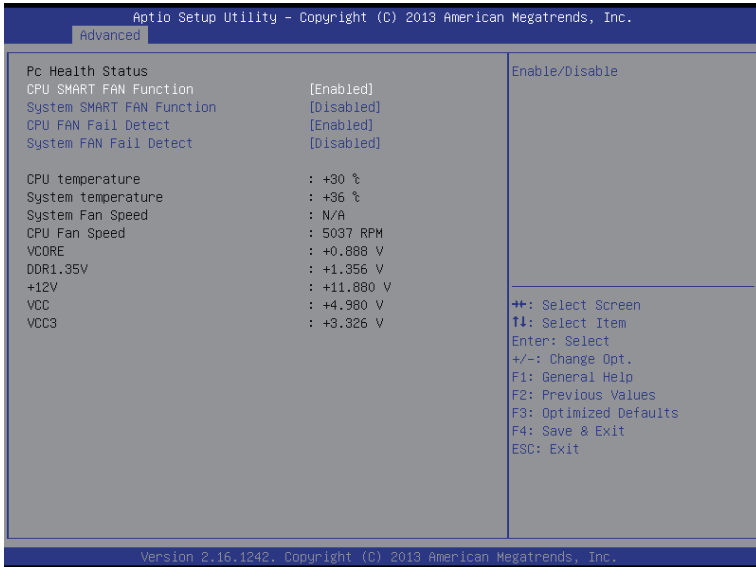 Aptio Setup Utility – Copyright (C) 2013 American Megatrends, Inc.
Advanced
Pc Health Status
CPU SMART FAN Function [Enabled]
System SMART FAN Function [Disabled]
CPU FAN Fail Detect [Enabled]
System FAN Fail Detect [Disabled]
CPU temperature : +30 ℃
System temperature : +36 ℃
System Fan Speed : N/A
CPU Fan Speed : 5037 RPM
VCORE : +0.888 V
DDR1.35V : +1.356 V
+12V : +11.880 V
VCC : +4.980 V
VCC3 : +3.326 V
Enable/Disable
→←: Select Screen
↑↓: Select Item
Enter: Select
+/-: Change Opt.
F1: General Help
F2: Previous Values
F3: Optimized Defaults
F4: Save & Exit
ESC: Exit
Version 2.16.1242. Copyright (C) 2013 American Megatrends, Inc.